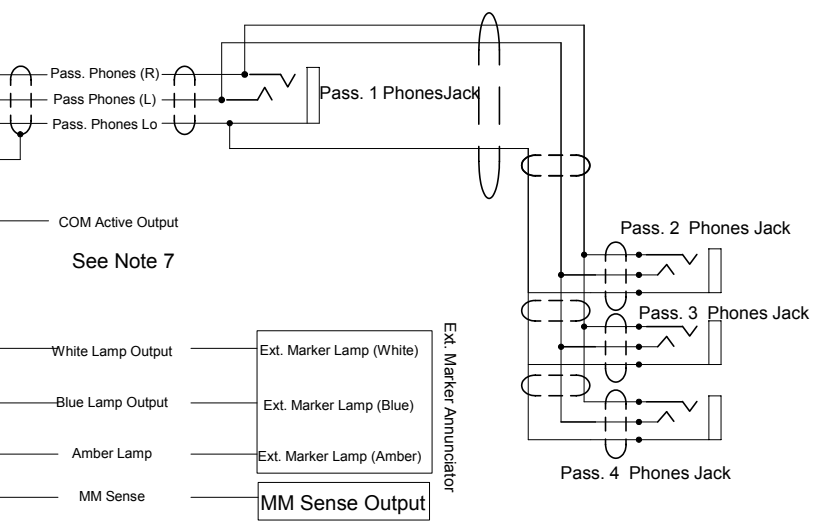 Pass. Phones (R)
Pass Phones (L)
Pass. Phones Lo
Pass. 1 PhonesJack
COM Active Output
See Note 7
Pass. 2 Phones Jack
Pass. 3 Phones Jack
Pass. 4 Phones Jack
White Lamp Output
Ext. Marker Lamp (White)
Blue Lamp Output
Ext. Marker Lamp (Blue)
Amber Lamp
Ext. Marker Lamp (Amber)
Ext. Marker Annunciator
MM Sense
MM Sense Output